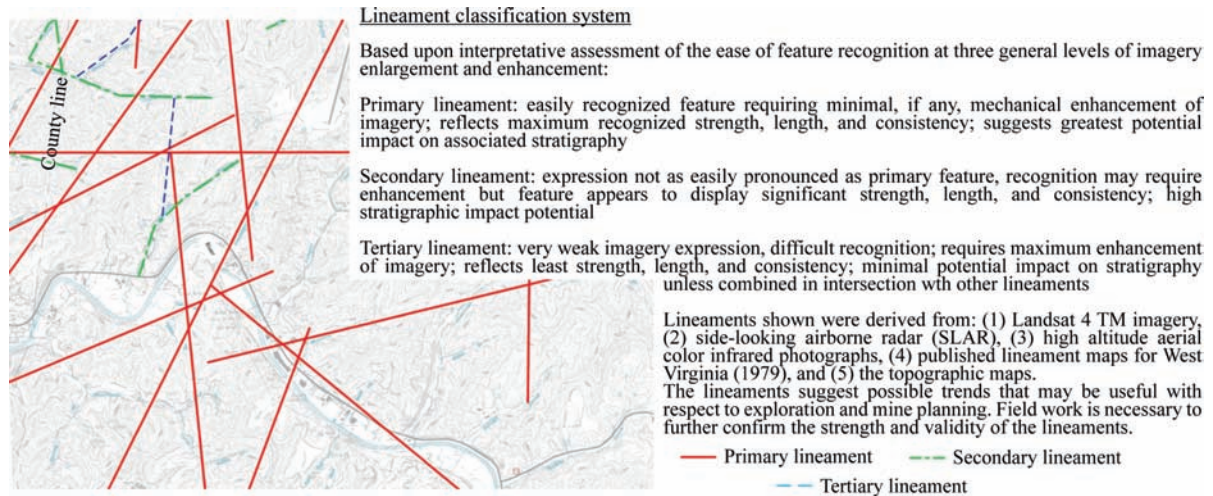 Lineament classification system
Based upon interpretative assessment of the ease of feature recognition at three general levels of imagery
enlargement and enhancement:
Primary lineament: easily recognized feature requiring minimal, if any, mechanical enhancement of
imagery; reflects maximum recognized strength, length, and consistency; suggests greatest potential
impact on associated stratigraphy
Secondary lineament: expression not as easily pronounced as primary feature, recognition may require
enhancement but feature appears to display significant strength, length, and consistency; high
stratigraphic impact potential
Tertiary lineament: very weak imagery expression, difficult recognition; requires maximum enhancement
of imagery; reflects least strength, length, and consistency; minimal potential impact on stratigraphy
unless combined in intersection wth other lineaments
Lineaments shown were derived from: (1) Landsat 4 TM imagery,
(2) side-looking airborne radar (SLAR), (3) high altitude aerial
color infrared photographs, (4) published lineament maps for West
Virginia (1979), and (5) the topographic maps.
The lineaments suggest possible trends that may be useful with
respect to exploration and mine planning. Field work is necessary to
further confirm the strength and validity of the lineaments.
Primary lineament
Secondary lineament
Tertiary lineament
County line